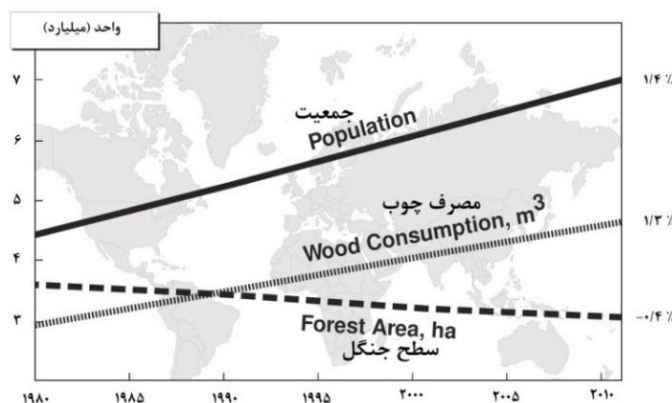 واحد (میلیارد)
۷
۶
۵
۴
۳
۱/۴ ٪
۱/۳ ٪
-۰/۴ ٪
جمعیت
Population
مصرف چوب
Wood Consumption, m³
Forest Area, ha
سطح جنگل
۱۹۸۰
۱۹۸۵
۱۹۹۰
۱۹۹۵
۲۰۰۰
۲۰۰۵
۲۰۱۰